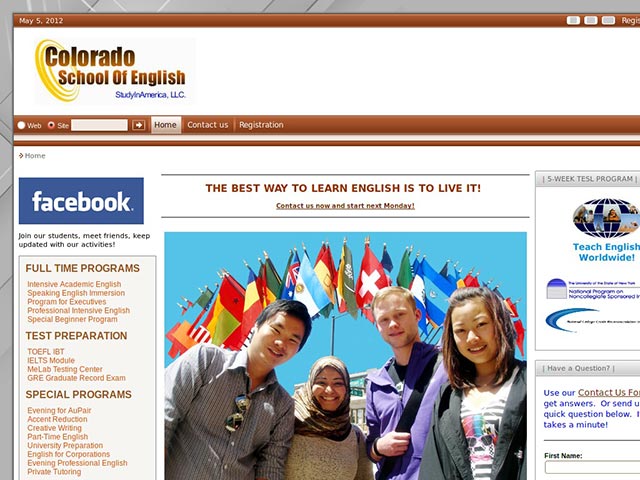 May 5, 2012
Regis
Colorado
School Of English
StudyInAmerica, LLC.
Web Site Home Contact us Registration
Home
facebook.
Join our students, meet friends, keep
updated with our activities!
FULL TIME PROGRAMS
Intensive Academic English
Speaking English Immersion
Program for Executives
Professional Intensive English
Special Beginner Program
TEST PREPARATION
TOEFL IBT
IELTS Module
MeLab Testing Center
GRE Graduate Record Exam
SPECIAL PROGRAMS
Evening for AuPair
Accent Reduction
Creative Writing
Part-Time English
University Preparation
English for Corporations
Evening Professional English
Private Tutoring
THE BEST WAY TO LEARN ENGLISH IS TO LIVE IT!
Contact us now and start next Monday!
| 5-WEEK TESL PROGRAM |
Teach English
Worldwide!
The University of the State of New York
National Program on
Noncollegiate Sponsored
| Have a Question? |
Use our Contact Us For
get answers. Or send u
quick question below. I
takes a minute!
First Name: